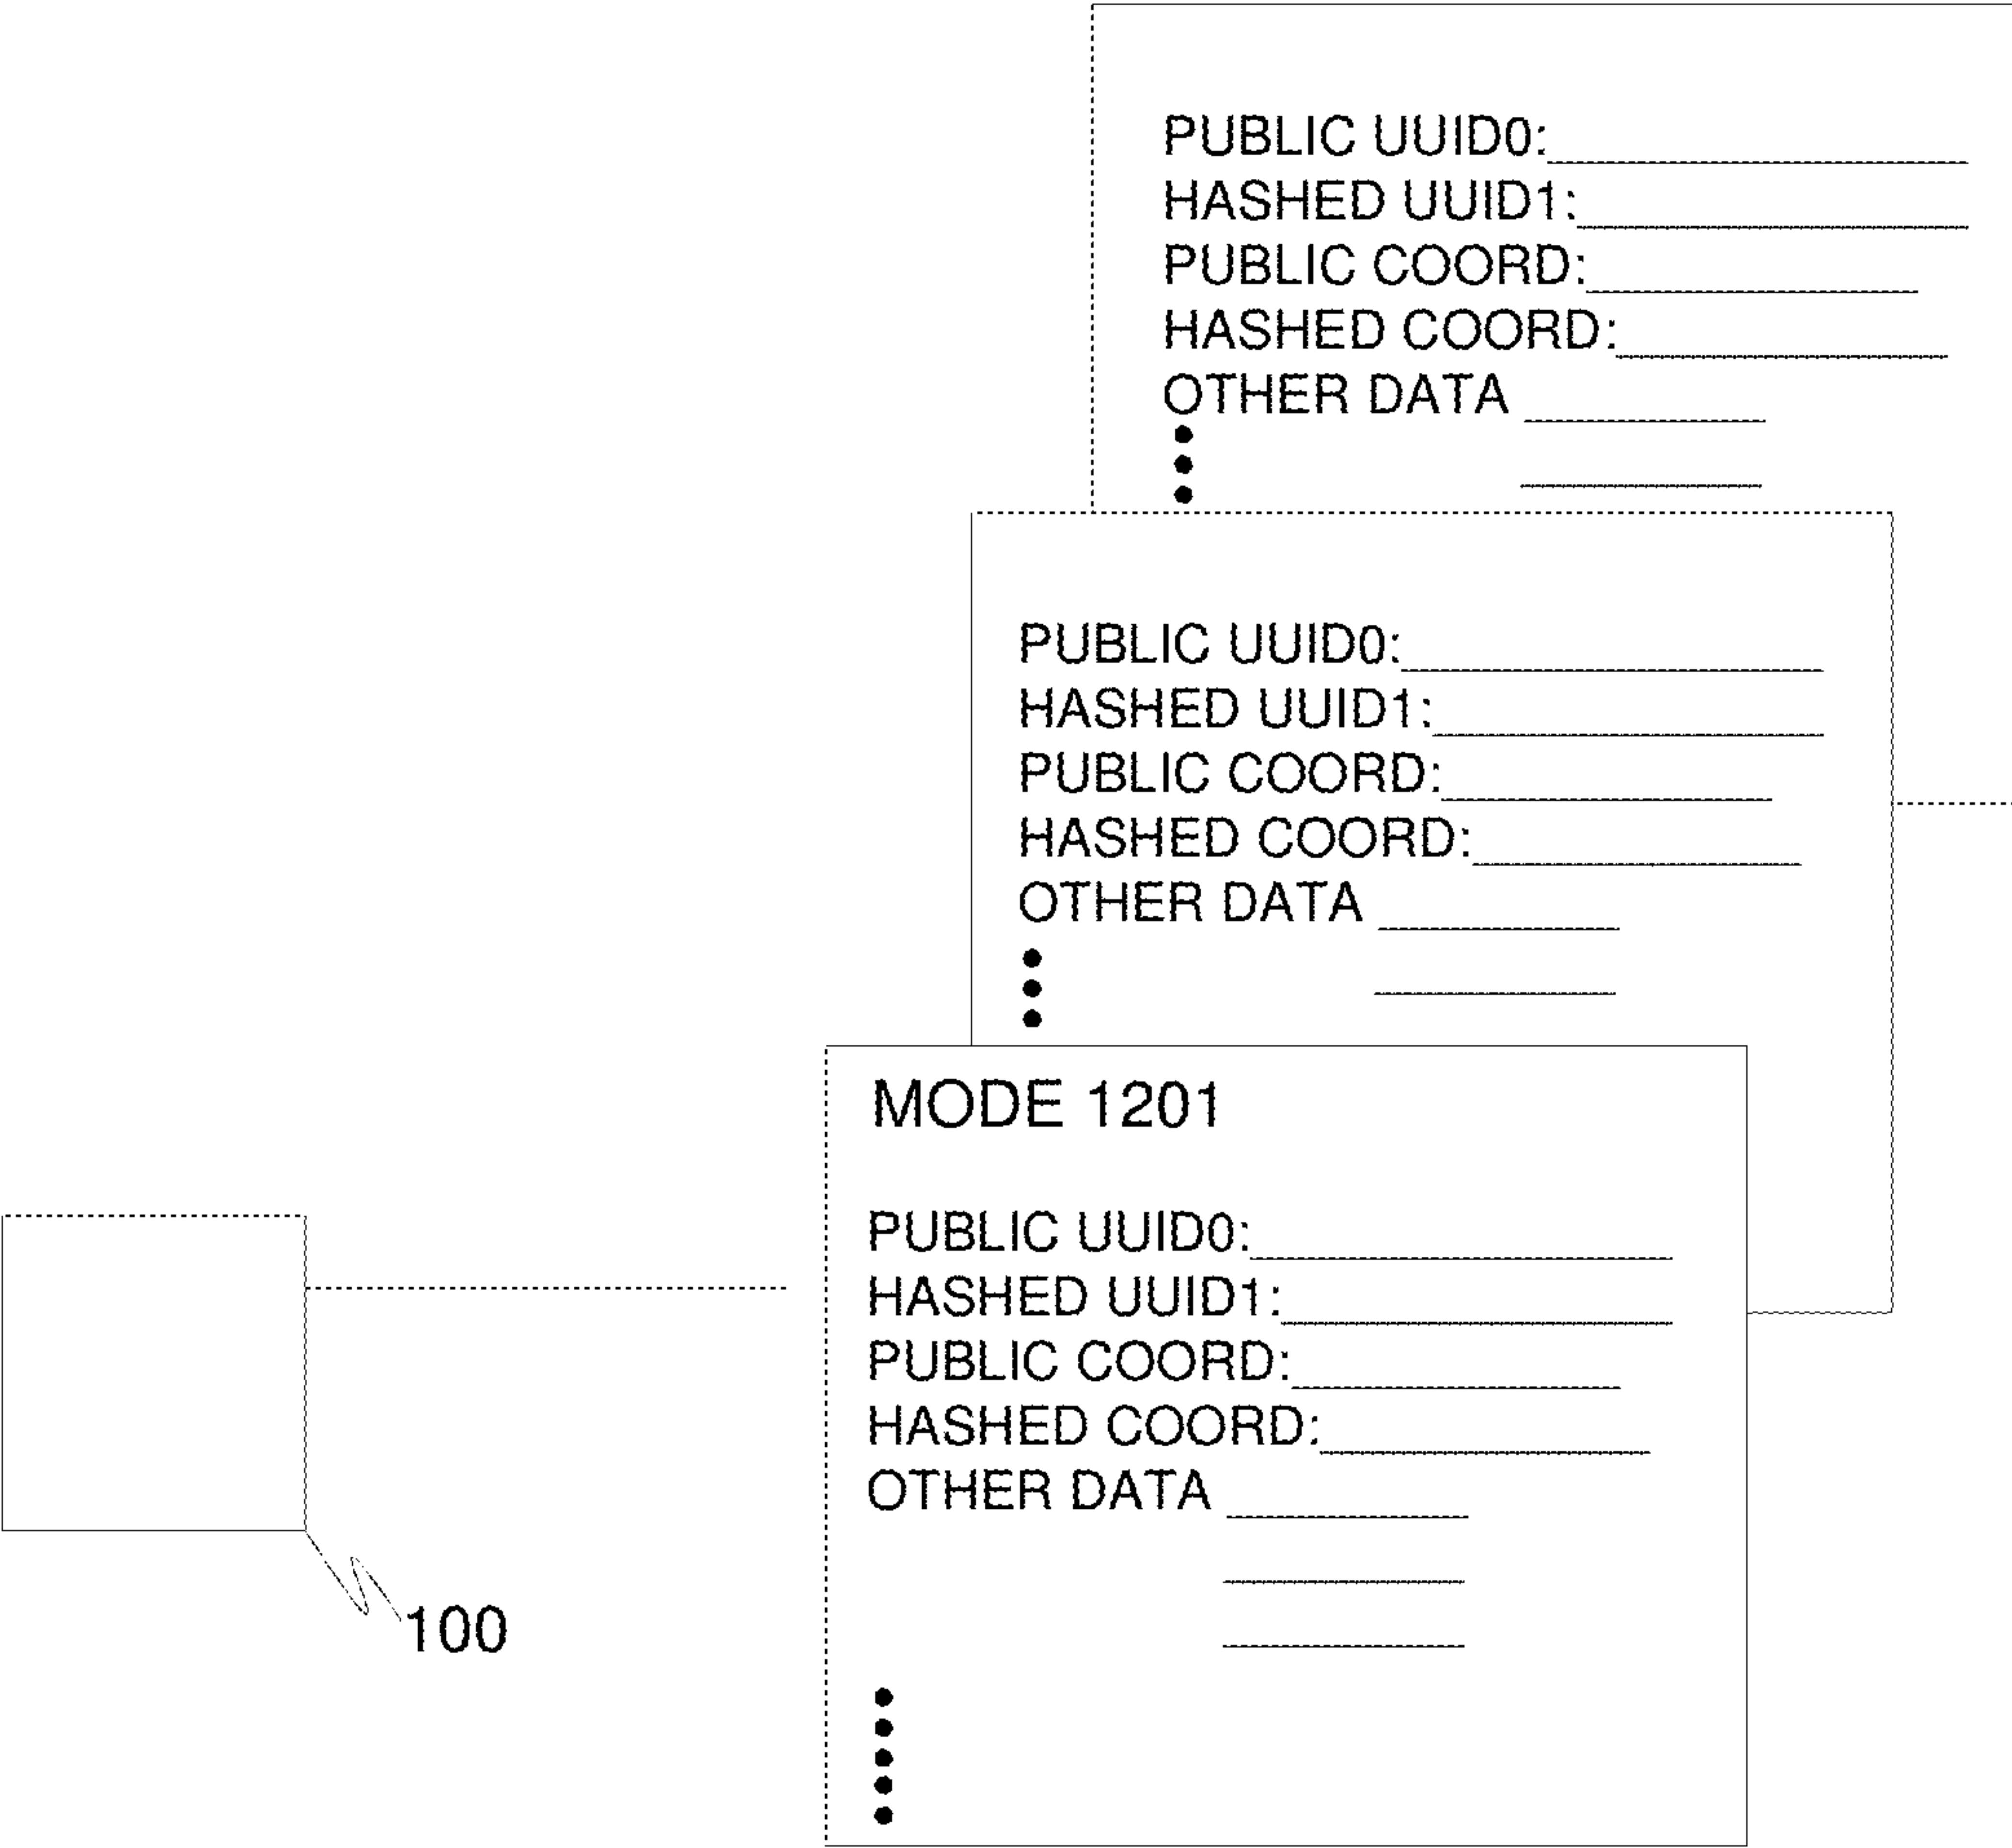 PUBLIC UUID0:
HASHED UUID1:
PUBLIC COORD:
HASHED COORD:
OTHER DATA
PUBLIC UUID0:
HASHED UUID1:
PUBLIC COORD:
HASHED COORD:
OTHER DATA
MODE 1201
PUBLIC UUID0:
HASHED UUID1:
PUBLIC COORD:
HASHED COORD:
OTHER DATA
100